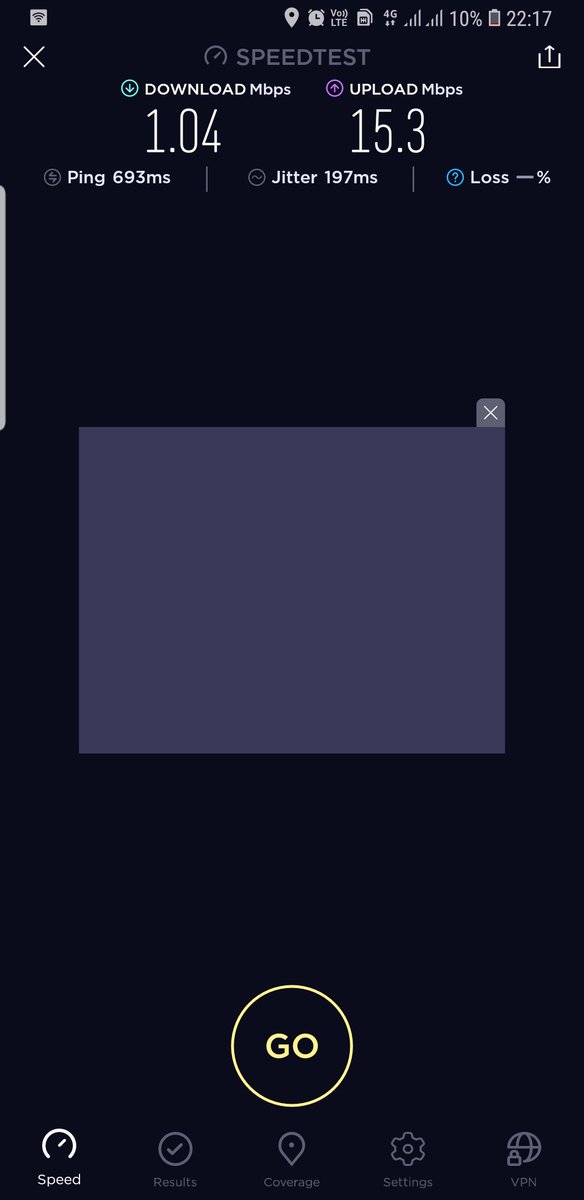 Vo)) LTE 4G 10% 22:17
SPEEDTEST
DOWNLOAD Mbps UPLOAD Mbps
1.04 15.3
Ping 693ms Jitter 197ms ? Loss —%
GO
Speed Results Coverage Settings VPN